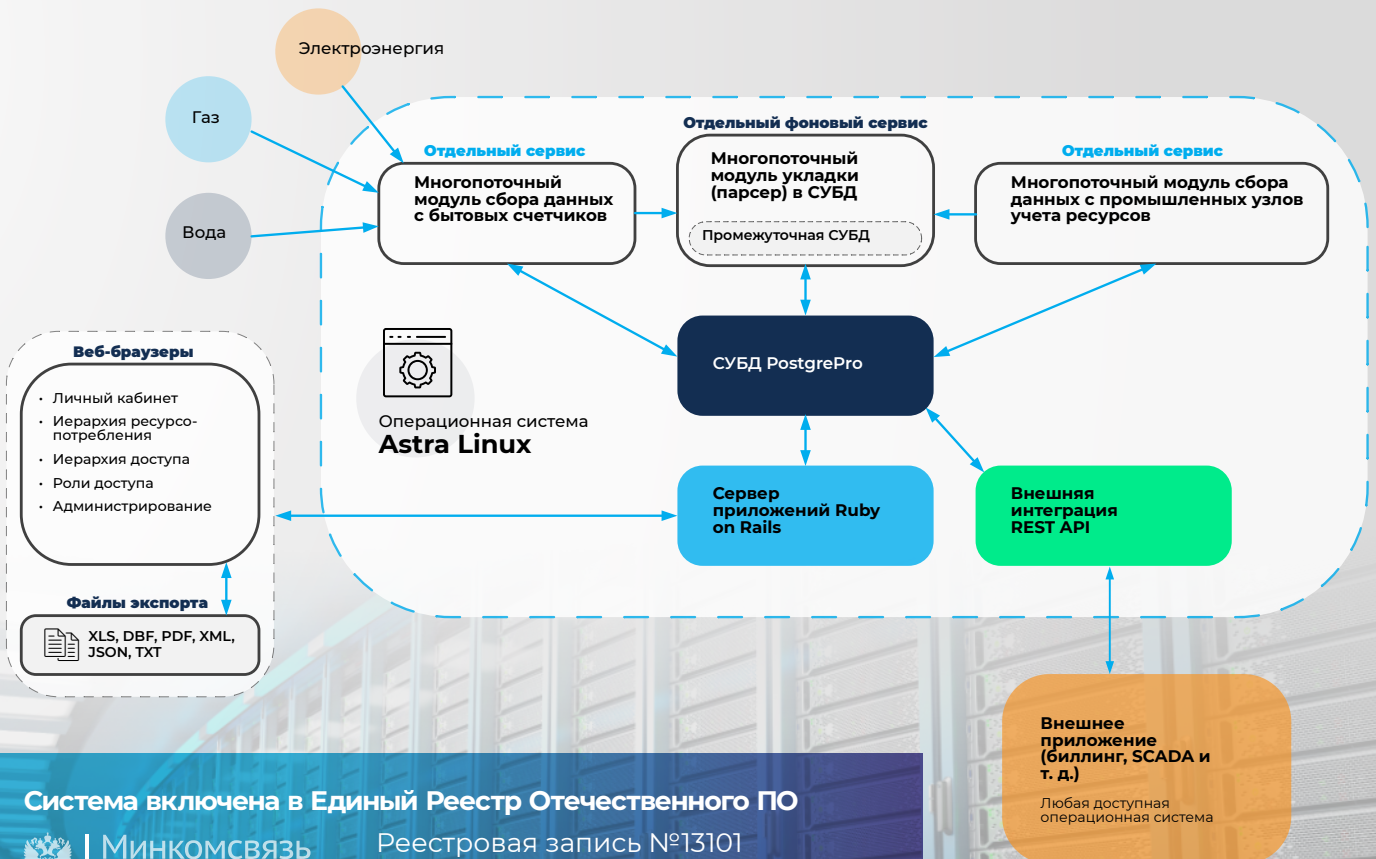 Электроэнергия
Газ
Вода
Отдельный сервис
Многопоточный
модуль сбора данных
с бытовых счетчиков
Отдельный фоновый сервис
Многопоточный
модуль укладки
(парсер) в СУБД
Промежуточная СУБД
Отдельный сервис
Многопоточный модуль сбора
данных с промышленных узлов
учета ресурсов
СУБД PostgrePro
Операционная система
Astra Linux
Веб-браузеры
• Личный кабинет
• Иерархия ресурсо-
потребления
• Иерархия доступа
• Роли доступа
• Администрирование
Файлы экспорта
XLS, DBF, PDF, XML,
JSON, TXT
Сервер
приложений Ruby
on Rails
Внешняя
интеграция
REST API
Внешнее
приложение
(биллинг, SCADA и
т. д.)
Любая доступная
операционная система
Система включена в Единый Реестр Отечественного ПО
Минкомсвязь
Реестровая запись №13101